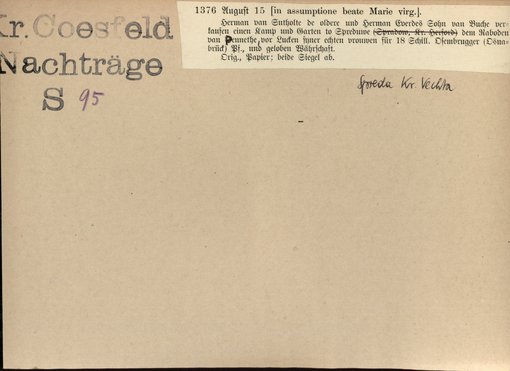 Kr. Coesfeld
Nachträge
S 95
1376 August 15 [in assumptione beate Marie virg.].
Herman van Sutholte de oldere und Herman Everdes Sohn van Buche ver-
kaufen einen Kamp und Garten to Spreduwe (Spradow, Kr. Herford) dem Raboden
van Pennethe, vor Lucken syner echten vrouwen für 18 Schill. Osenbrugger (Osna-
brück) Pf., und geloben Währschaft.
Orig., Papier; beide Siegel ab.
Spreda Kr. Vechta